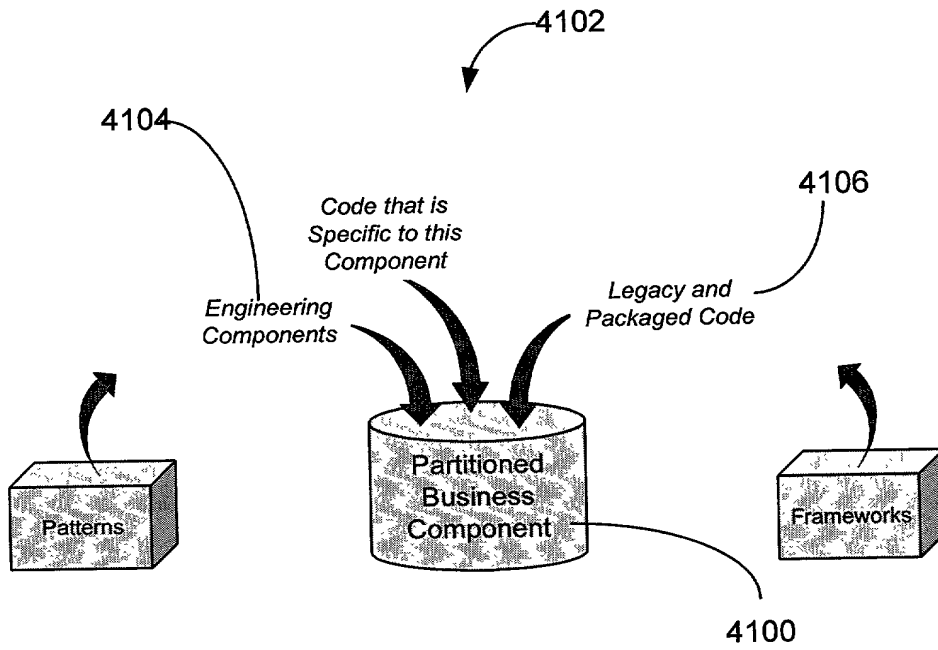 4102
4104
4106
Code that is
Specific to this
Component
Engineering
Components
Legacy and
Packaged Code
Partitioned
Business
Component
Patterns
Frameworks
4100